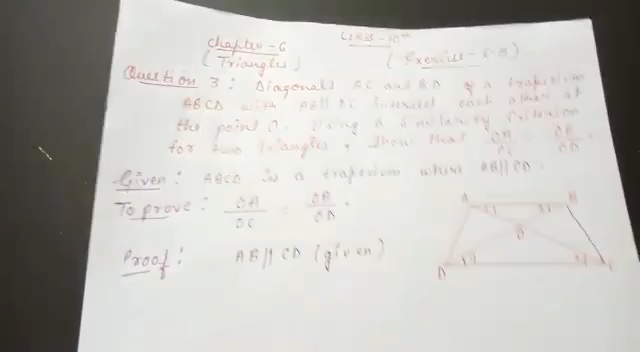 Class - 10th
Chapter - 6
(Triangles)
(Exercise - 6.3)
Question 3 : Diagonals AC and BD of a trapezium
ABCD with AB || DC intersect each other at
the point O. Using a similarity criterion
for two triangles, show that OA/OC = OB/OD.
Given : ABCD is a trapezium where AB || CD.
To prove : OA/OC = OB/OD.
Proof : AB || CD (given)
A B
O
D C